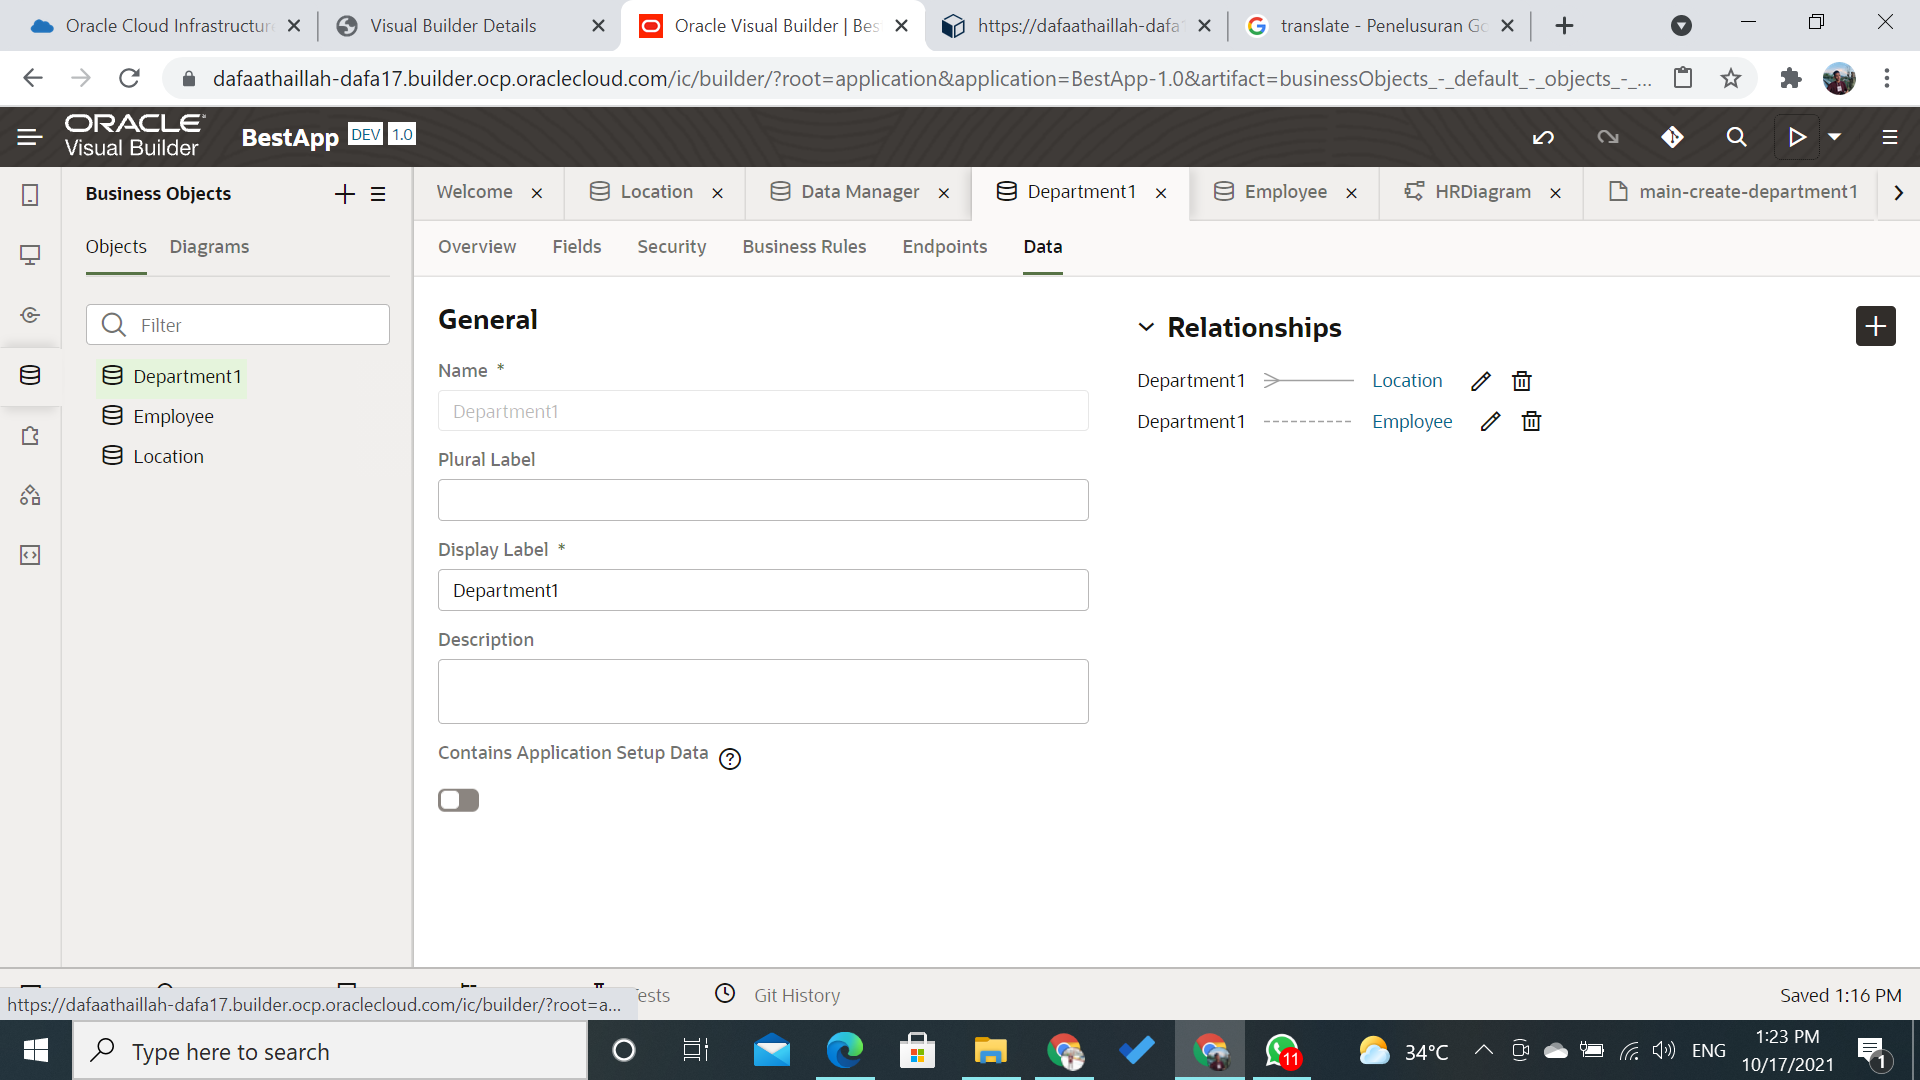 Oracle Cloud Infrastructur
Visual Builder Details
Oracle Visual Builder | Bes
https://dafaathaillah-dafa1
translate - Penelusuran Go
dafaathaillah-dafa17.builder.ocp.oraclecloud.com/ic/builder/?root=application&application=BestApp-1.0&artifact=businessObjects_-_default_-_objects_-_...
ORACLE
Visual Builder
BestApp
DEV
1.0
Business Objects
Objects
Diagrams
Filter
Department1
Employee
Location
Welcome
Location
Data Manager
Department1
Employee
HRDiagram
main-create-department1
Overview
Fields
Security
Business Rules
Endpoints
Data
General
Name *
Department1
Plural Label
Display Label *
Department1
Description
Contains Application Setup Data
?
Relationships
Department1
Location
Department1
Employee
https://dafaathaillah-dafa17.builder.ocp.oraclecloud.com/ic/builder/?root=a...
ests
Git History
Saved 1:16 PM
Type here to search
11
34°C
ENG
1:23 PM
10/17/2021
1